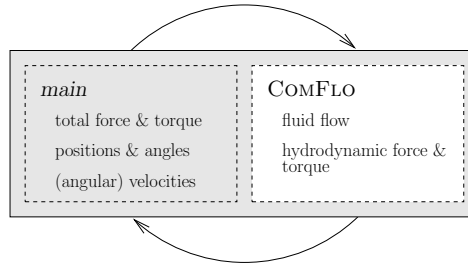 main
total force & torque
positions & angles
(angular) velocities
COMFLO
fluid flow
hydrodynamic force &
torque